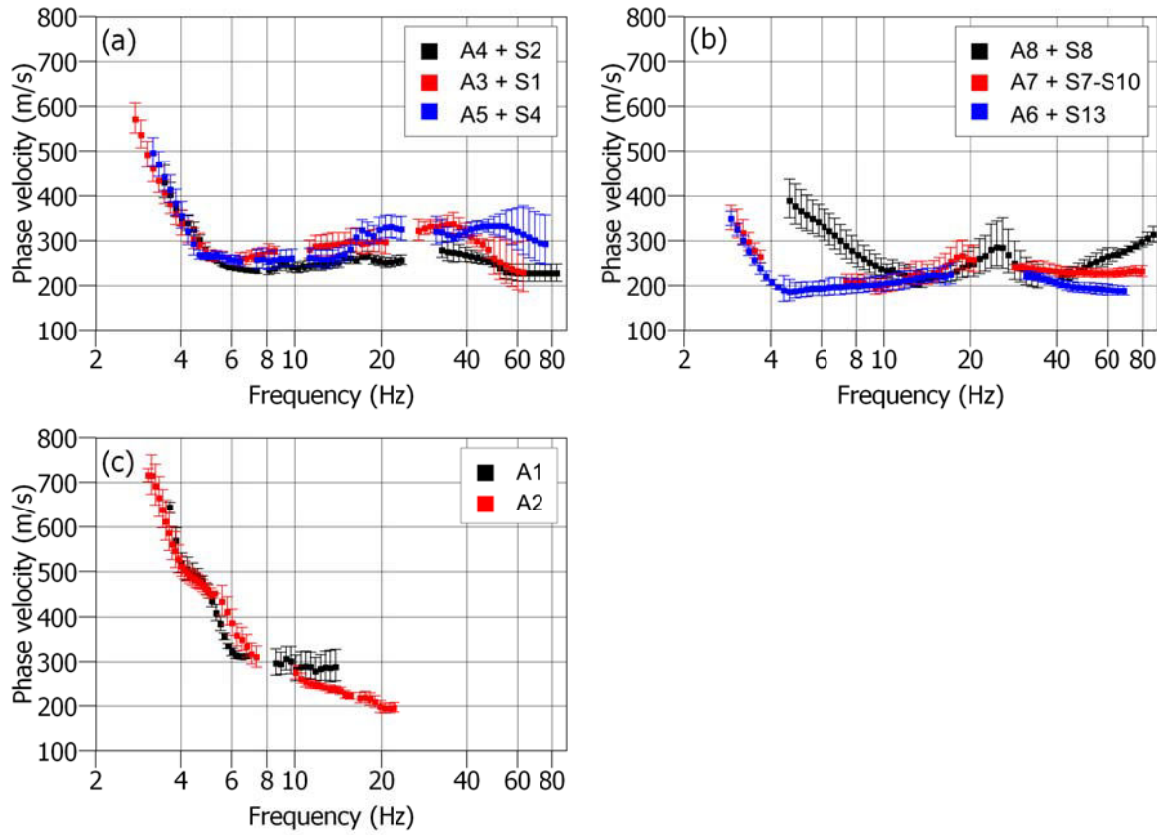 (a)
A4 + S2
A3 + S1
A5 + S4
800
700
600
500
400
300
200
100
Phase velocity (m/s)
2 4 6 8 10 20 40 60 80
Frequency (Hz)
(b)
A8 + S8
A7 + S7-S10
A6 + S13
800
700
600
500
400
300
200
100
Phase velocity (m/s)
2 4 6 8 10 20 40 60 80
Frequency (Hz)
(c)
A1
A2
800
700
600
500
400
300
200
100
Phase velocity (m/s)
2 4 6 8 10 20 40 60 80
Frequency (Hz)